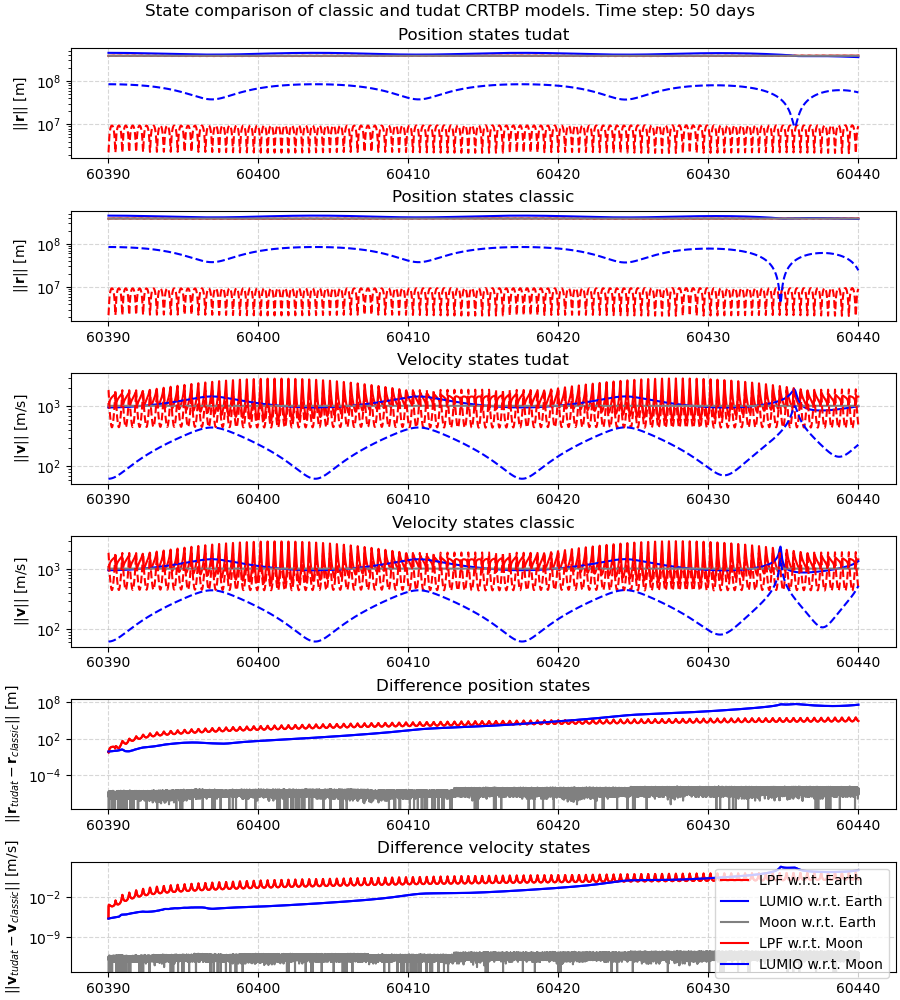 State comparison of classic and tudat CRTBP models. Time step: 50 days
Position states tudat
||r|| [m]
10^8
10^7
60390 60400 60410 60420 60430 60440
Position states classic
||r|| [m]
10^8
10^7
60390 60400 60410 60420 60430 60440
Velocity states tudat
||v|| [m/s]
10^3
10^2
60390 60400 60410 60420 60430 60440
Velocity states classic
||v|| [m/s]
10^3
10^2
60390 60400 60410 60420 60430 60440
Difference position states
||r_tudat − r_classic|| [m]
10^8
10^2
10^−4
60390 60400 60410 60420 60430 60440
Difference velocity states
||v_tudat − v_classic|| [m/s]
10^−2
10^−9
60390 60400 60410 60420 60430 60440
LPF w.r.t. Earth
LUMIO w.r.t. Earth
Moon w.r.t. Earth
LPF w.r.t. Moon
LUMIO w.r.t. Moon